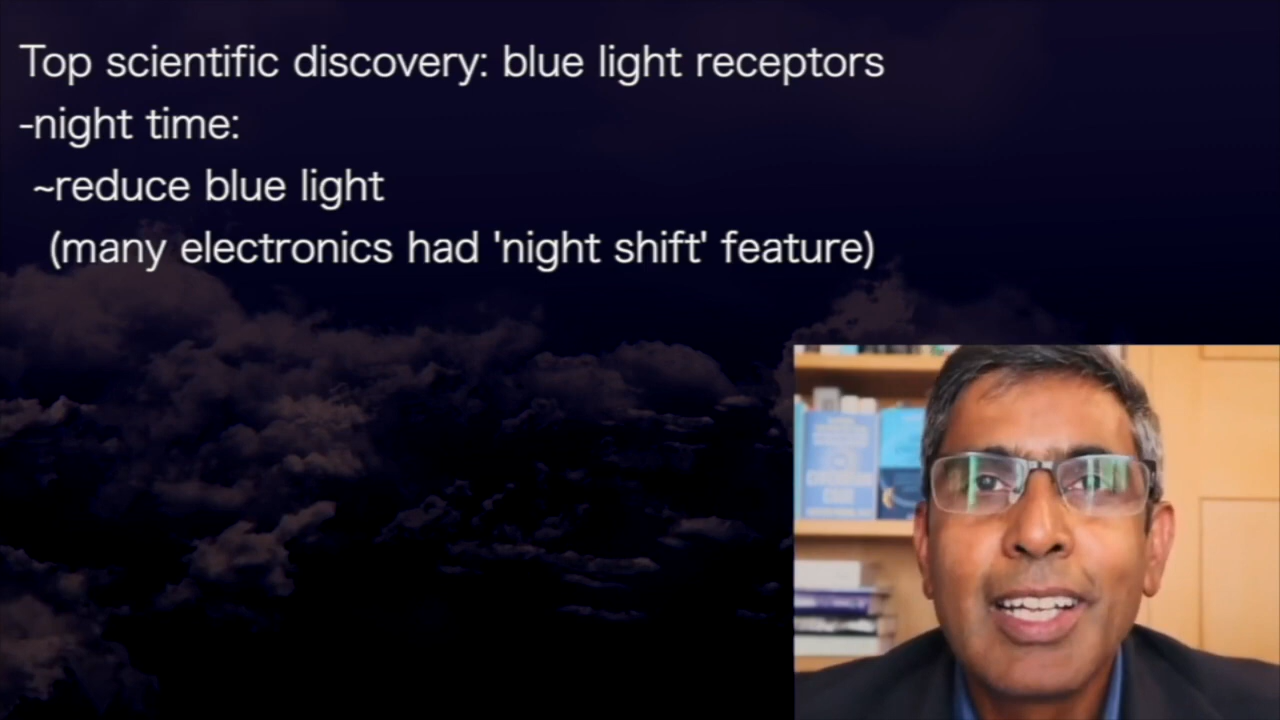 Top scientific discovery: blue light receptors
-night time:
~reduce blue light
(many electronics had 'night shift' feature)